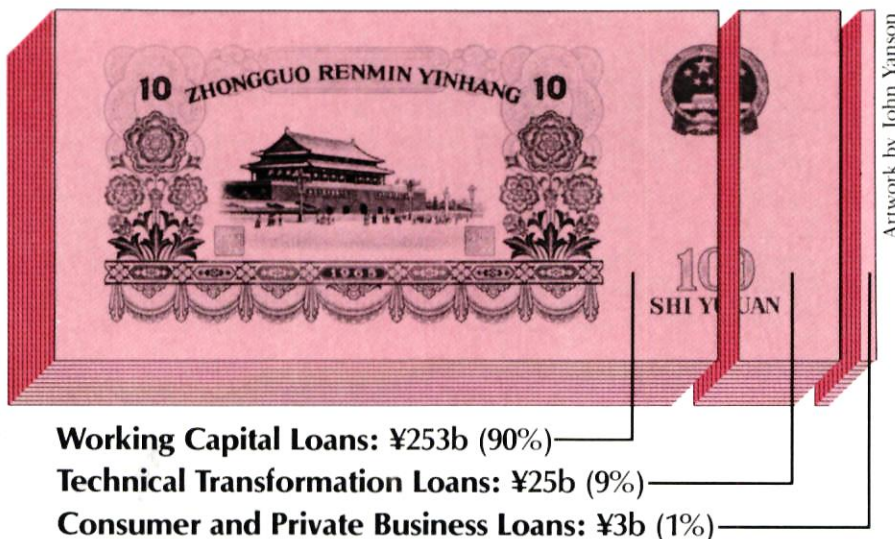 10 ZHONGGUO RENMIN YINHANG 10
1965
10
SHI YUAN
Working Capital Loans: ¥253b (90%)
Technical Transformation Loans: ¥25b (9%)
Consumer and Private Business Loans: ¥3b (1%)
Artwork by John Yanson